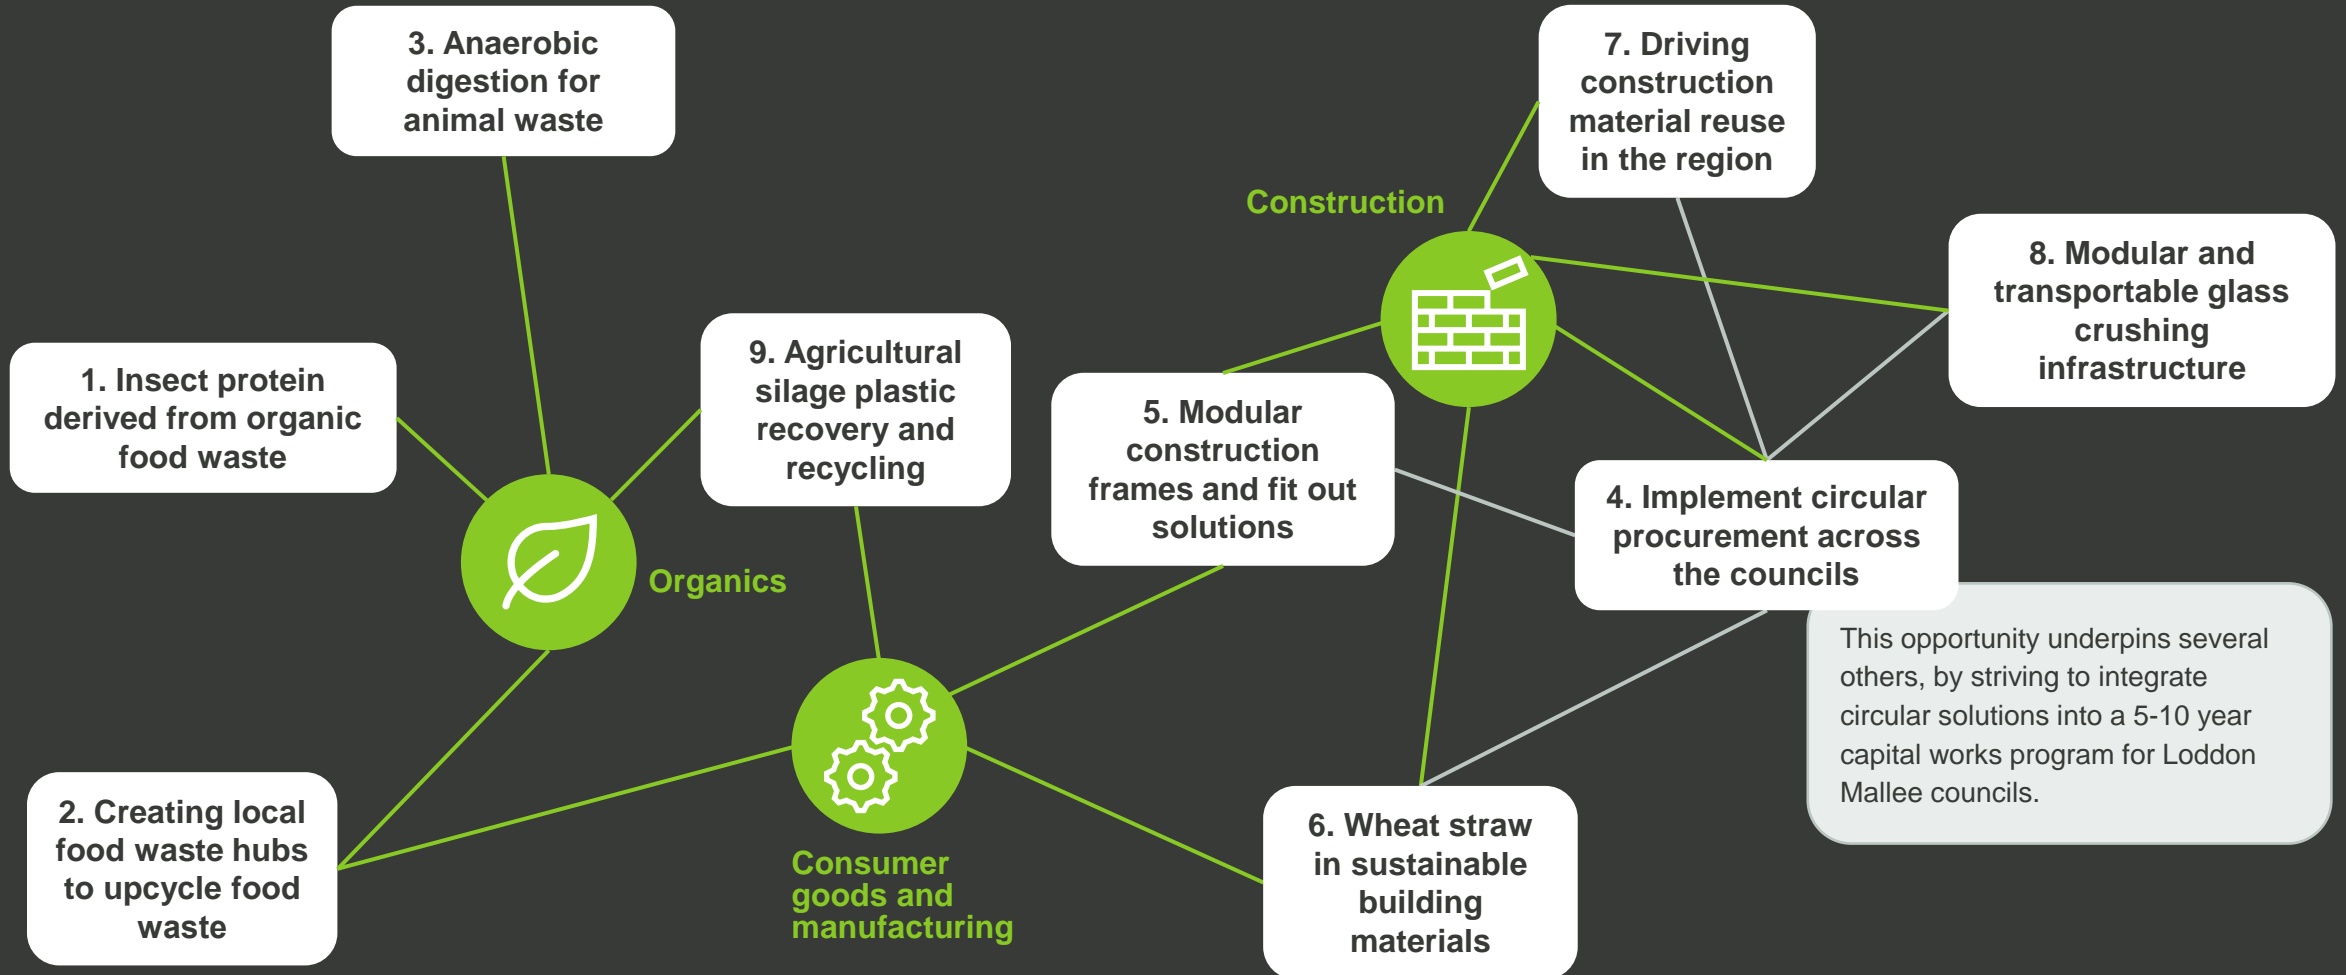 3. Anaerobic
digestion for
animal waste
7. Driving
construction
material reuse
in the region
Construction
8. Modular and
transportable glass
crushing
infrastructure
1. Insect protein
derived from organic
food waste
9. Agricultural
silage plastic
recovery and
recycling
5. Modular
construction
frames and fit out
solutions
4. Implement circular
procurement across
the councils
Organics
This opportunity underpins several
others, by striving to integrate
circular solutions into a 5-10 year
capital works program for Loddon
Mallee councils.
2. Creating local
food waste hubs
to upcycle food
waste
Consumer
goods and
manufacturing
6. Wheat straw
in sustainable
building
materials